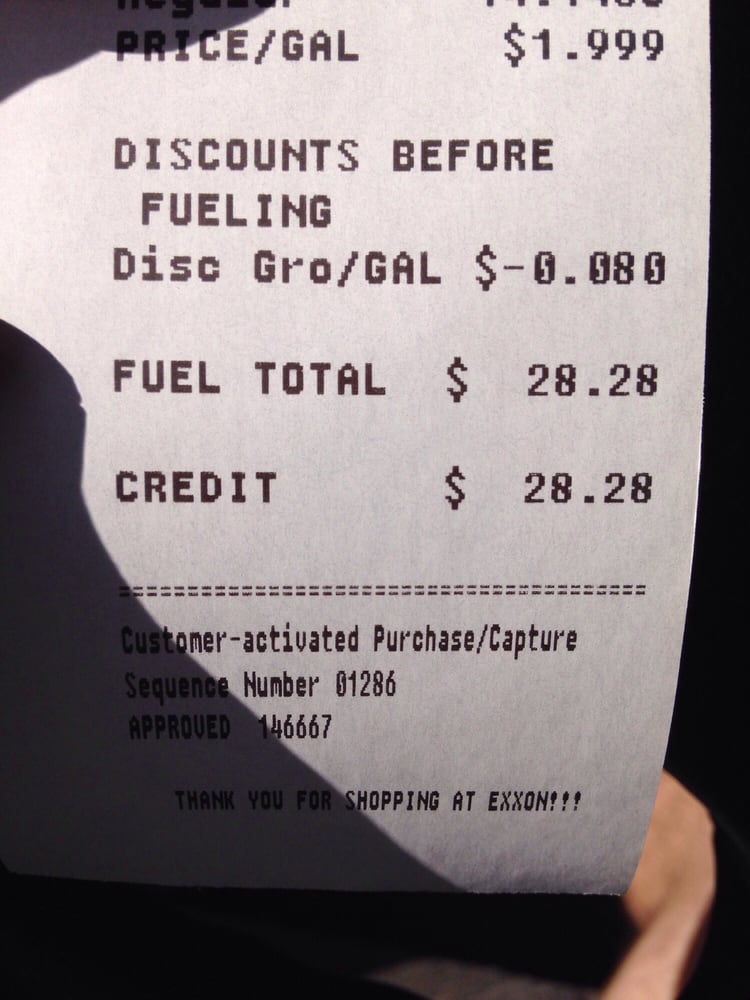 Regular
PRICE/GAL $1.999
DISCOUNTS BEFORE
FUELING
Disc Gro/GAL $-0.080
FUEL TOTAL $ 28.28
CREDIT $ 28.28
=======================================
Customer-activated Purchase/Capture
Sequence Number 01286
APPROVED 146667
THANK YOU FOR SHOPPING AT EXXON!!!